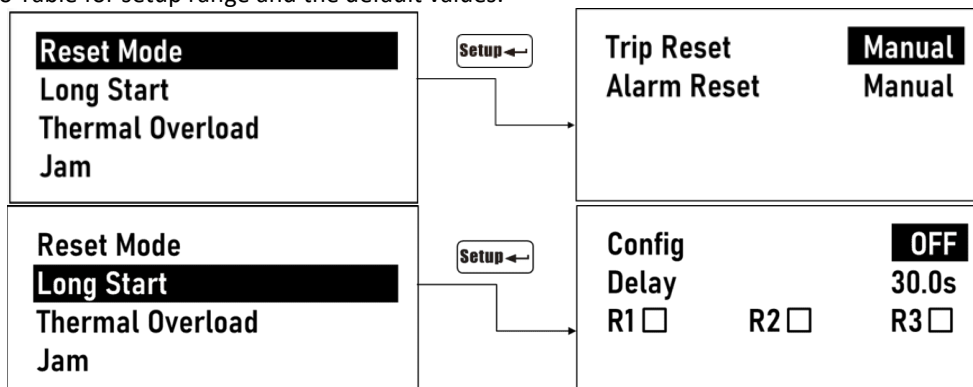 Table for setup range and the default values.
Reset Mode
Long Start
Thermal Overload
Jam
Setup
Trip Reset Manual
Alarm Reset Manual
Reset Mode
Long Start
Thermal Overload
Jam
Setup
Config OFF
Delay 30.0s
R1 □ R2 □ R3 □